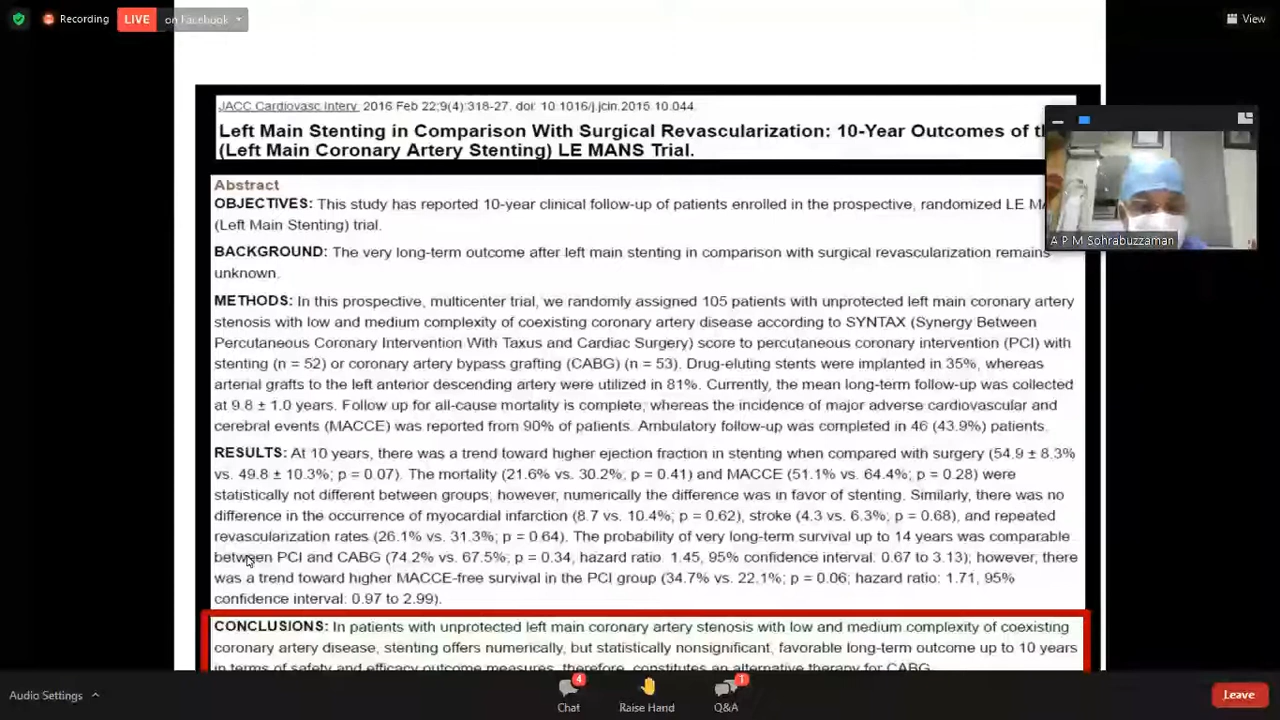 Recording LIVE on Facebook View
JACC Cardiovasc Interv. 2016 Feb 22;9(4):318-27. doi: 10.1016/j.jcin.2015 10.044.
Left Main Stenting in Comparison With Surgical Revascularization: 10-Year Outcomes of
(Left Main Coronary Artery Stenting) LE MANS Trial.
Abstract
OBJECTIVES: This study has reported 10-year clinical follow-up of patients enrolled in the prospective, randomized LE
(Left Main Stenting) trial.
BACKGROUND: The very long-term outcome after left main stenting in comparison with surgical revascularization remains
unknown.
A P M Sohrabuzzaman
METHODS: In this prospective, multicenter trial, we randomly assigned 105 patients with unprotected left main coronary artery
stenosis with low and medium complexity of coexisting coronary artery disease according to SYNTAX (Synergy Between
Percutaneous Coronary Intervention With Taxus and Cardiac Surgery) score to percutaneous coronary intervention (PCI) with
stenting (n = 52) or coronary artery bypass grafting (CABG) (n = 53). Drug-eluting stents were implanted in 35%, whereas
arterial grafts to the left anterior descending artery were utilized in 81%. Currently, the mean long-term follow-up was collected
at 9.8 ± 1.0 years. Follow up for all-cause mortality is complete, whereas the incidence of major adverse cardiovascular and
cerebral events (MACCE) was reported from 90% of patients. Ambulatory follow-up was completed in 46 (43.9%) patients.
RESULTS: At 10 years, there was a trend toward higher ejection fraction in stenting when compared with surgery (54.9 ± 8.3%
vs. 49.8 ± 10.3%; p = 0.07). The mortality (21.6% vs. 30.2%; p = 0.41) and MACCE (51.1% vs. 64.4%; p = 0.28) were
statistically not different between groups; however, numerically the difference was in favor of stenting. Similarly, there was no
difference in the occurrence of myocardial infarction (8.7 vs. 10.4%; p = 0.62), stroke (4.3 vs. 6.3%; p = 0.68), and repeated
revascularization rates (26.1% vs. 31.3%; p = 0.64). The probability of very long-term survival up to 14 years was comparable
between PCI and CABG (74.2% vs. 67.5%; p = 0.34, hazard ratio. 1.45, 95% confidence interval: 0.67 to 3.13); however, there
was a trend toward higher MACCE-free survival in the PCI group (34.7% vs. 22.1%; p = 0.06; hazard ratio: 1.71, 95%
confidence interval: 0.97 to 2.99).
CONCLUSIONS: In patients with unprotected left main coronary artery stenosis with low and medium complexity of coexisting
coronary artery disease, stenting offers numerically, but statistically nonsignificant, favorable long-term outcome up to 10 years
in terms of safety and efficacy outcome measures, therefore, constitutes an alternative therapy for CABG.
4 1
Audio Settings Chat Raise Hand Q&A Leave